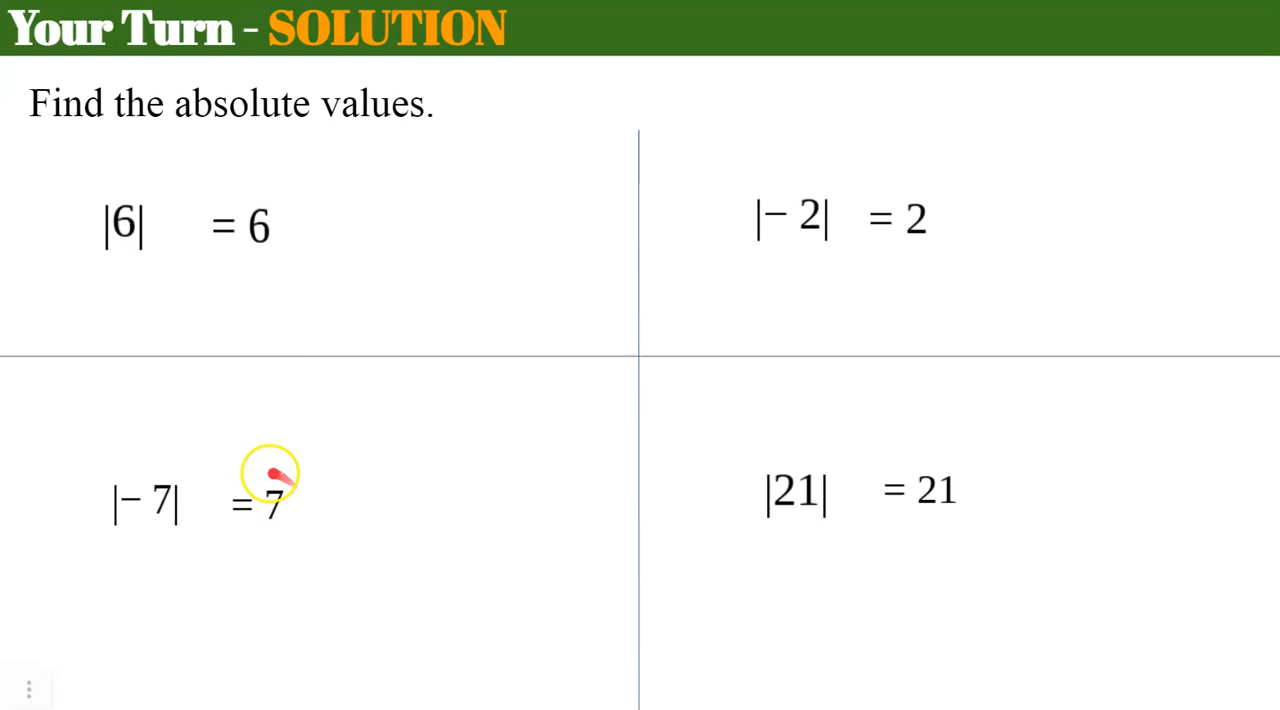 Your Turn - SOLUTION
Find the absolute values.
|6| = 6
|− 2| = 2
|− 7| = 7
|21| = 21